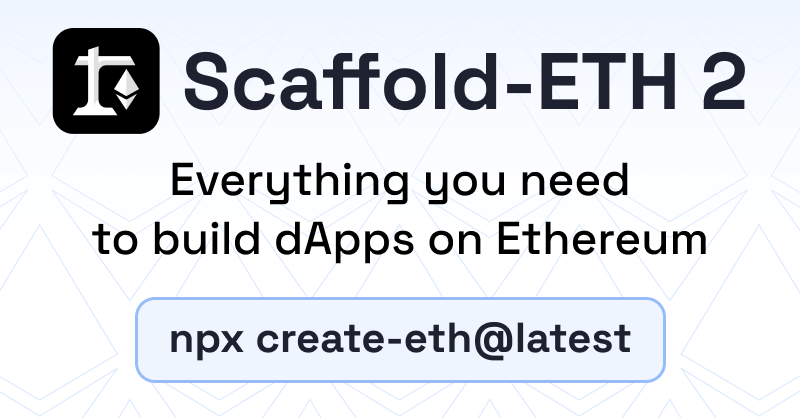 Scaffold-ETH 2
Everything you need
to build dApps on Ethereum
npx create-eth@latest